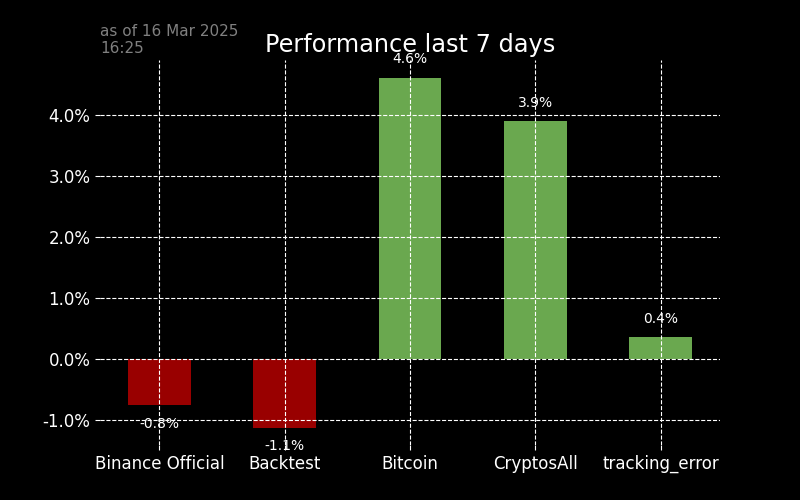 as of 16 Mar 2025
16:25
Performance last 7 days
4.6%
4.0%
3.9%
3.0%
2.0%
1.0%
0.4%
0.0%
-0.8%
-1.0%
-1.1%
Binance Official
Backtest
Bitcoin
CryptosAll
tracking_error